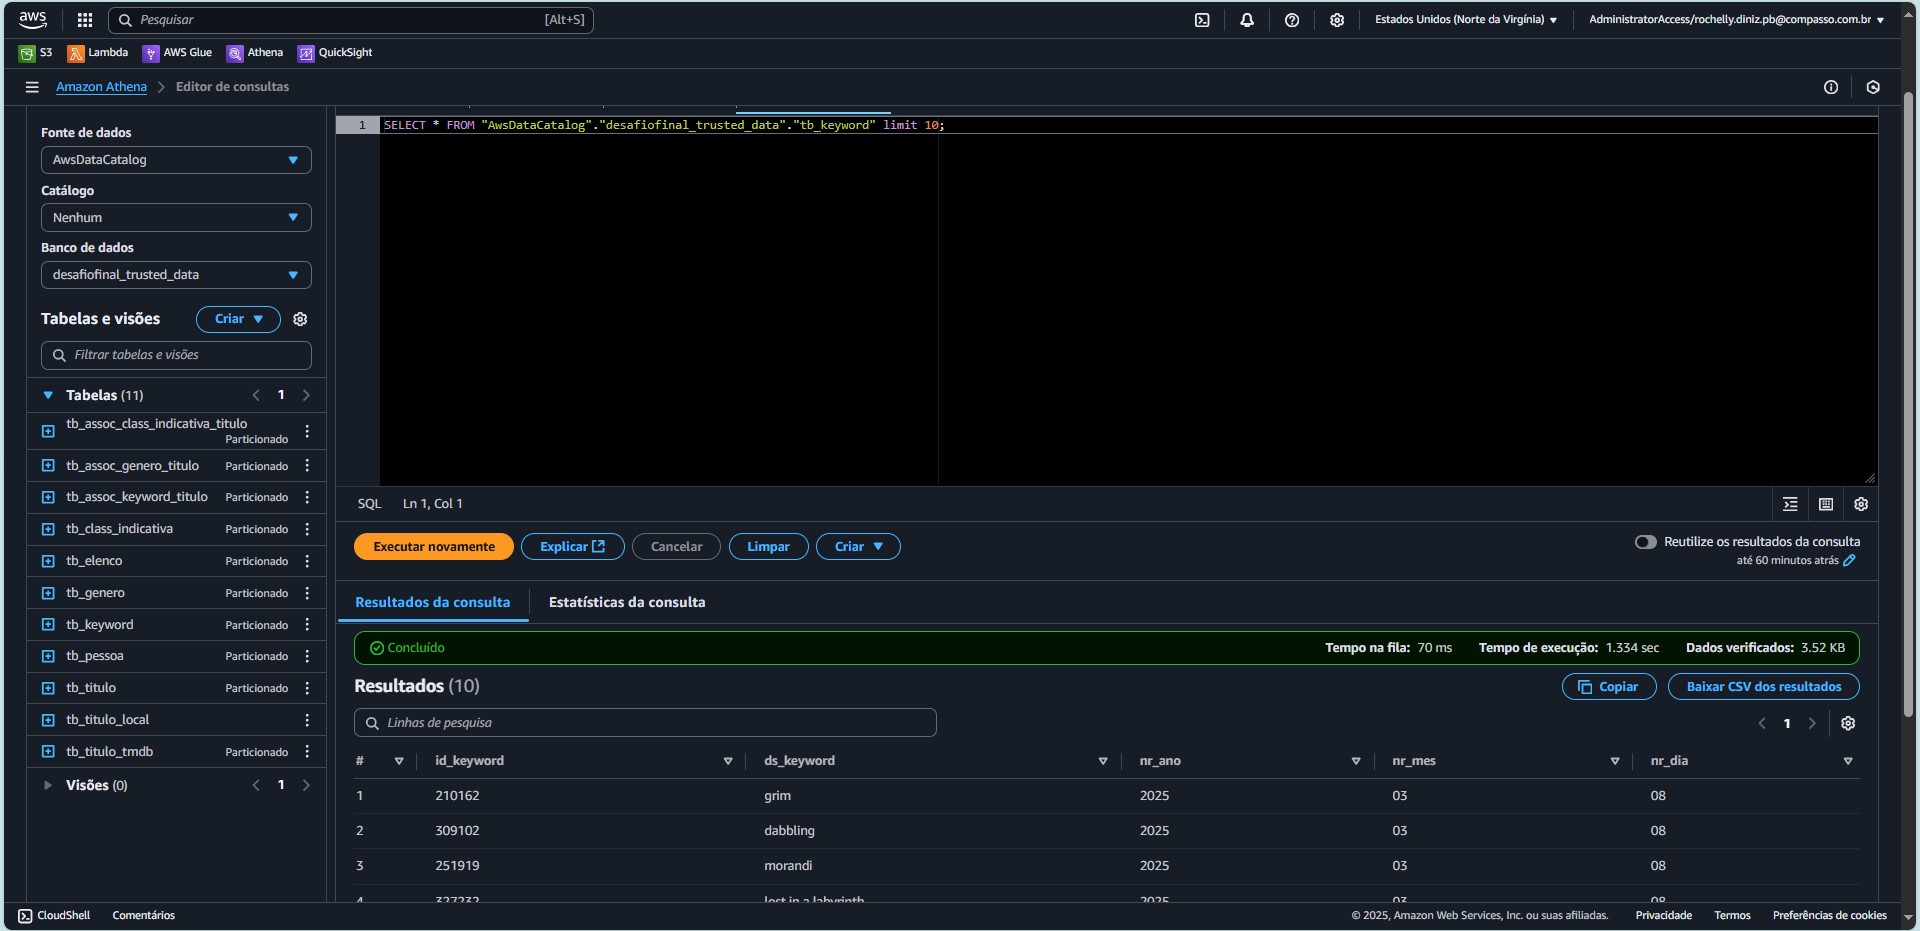 aws Pesquisar [Alt+S] Estados Unidos (Norte da Virgínia) AdministratorAccess/rochelly.diniz.pb@compasso.com.br
S3 Lambda AWS Glue Athena QuickSight
Amazon Athena Editor de consultas
Fonte de dados
AwsDataCatalog
Catálogo
Nenhum
Banco de dados
desafiofinal_trusted_data
Tabelas e visões Criar
Filtrar tabelas e visões
Tabelas (11) 1
tb_assoc_class_indicativa_titulo
Particionado
tb_assoc_genero_titulo Particionado
tb_assoc_keyword_titulo Particionado
tb_class_indicativa Particionado
tb_elenco Particionado
tb_genero Particionado
tb_keyword Particionado
tb_pessoa Particionado
tb_titulo Particionado
tb_titulo_local
tb_titulo_tmdb Particionado
Visões (0) 1
1 SELECT * FROM "AwsDataCatalog"."desafiofinal_trusted_data"."tb_keyword" limit 10;
SQL Ln 1, Col 1
Executar novamente Explicar Cancelar Limpar Criar
Reutilize os resultados da consulta
até 60 minutos atrás
Resultados da consulta Estatísticas da consulta
Concluído Tempo na fila: 70 ms Tempo de execução: 1.334 sec Dados verificados: 3.52 KB
Resultados (10) Copiar Baixar CSV dos resultados
Linhas de pesquisa 1
# id_keyword ds_keyword nr_ano nr_mes nr_dia
1 210162 grim 2025 03 08
2 309102 dabbling 2025 03 08
3 251919 morandi 2025 03 08
4 327232 lost in a labyrinth 2025 03 08
CloudShell Comentários © 2025, Amazon Web Services, Inc. ou suas afiliadas. Privacidade Termos Preferências de cookies